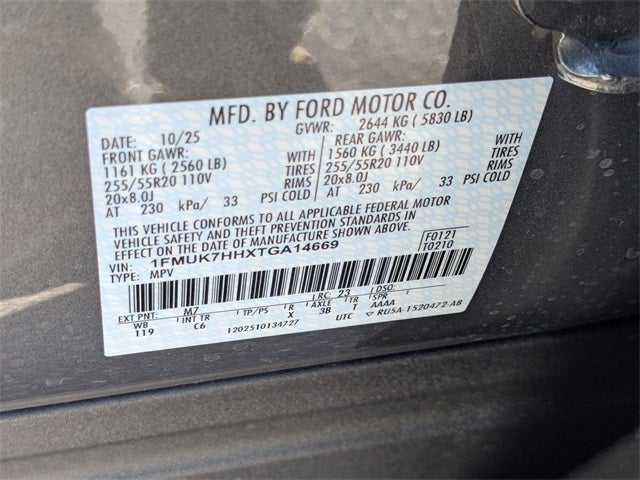 MFD. BY FORD MOTOR CO.
DATE: 10/25 GVWR: 2644 KG ( 5830 LB)
FRONT GAWR: REAR GAWR:
1161 KG ( 2560 LB) WITH 1560 KG ( 3440 LB) WITH
255/55R20 110V TIRES 255/55R20 110V TIRES
20x8.0J RIMS 20x8.0J RIMS
AT 230 kPa/ 33 PSI COLD AT 230 kPa/ 33 PSI COLD
THIS VEHICLE CONFORMS TO ALL APPLICABLE FEDERAL MOTOR
VEHICLE SAFETY AND THEFT PREVENTION STANDARDS IN
EFFECT ON THE DATE OF MANUFACTURE SHOWN ABOVE.
VIN: 1FMUK7HHXTGA14669 F0121
TYPE: MPV T0210
EXT PNT: M7 RC: 23 DSO:
WB INT TR TP/PS R AXLE TR SPR
119 C6 X 3B T AAAA
120251013 4727 UTC ▽ RU5A-1520472-AB